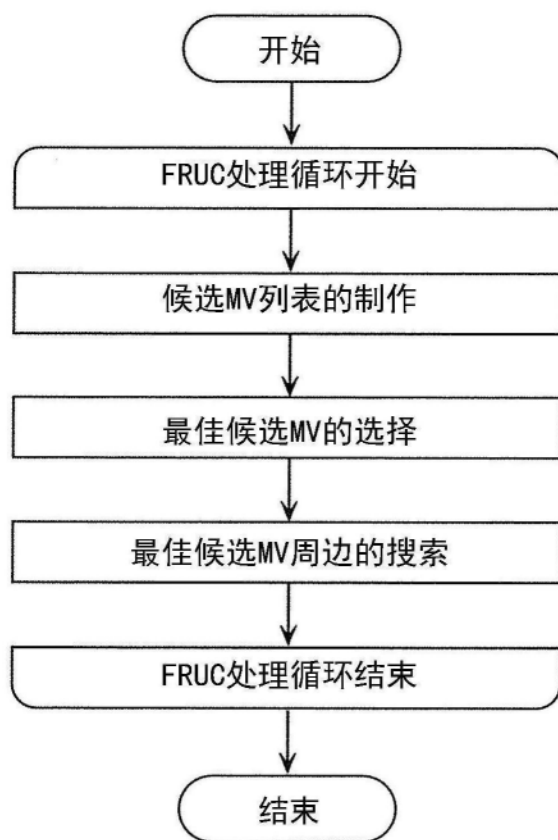 开始
FRUC处理循环开始
候选MV列表的制作
最佳候选MV的选择
最佳候选MV周边的搜索
FRUC处理循环结束
结束